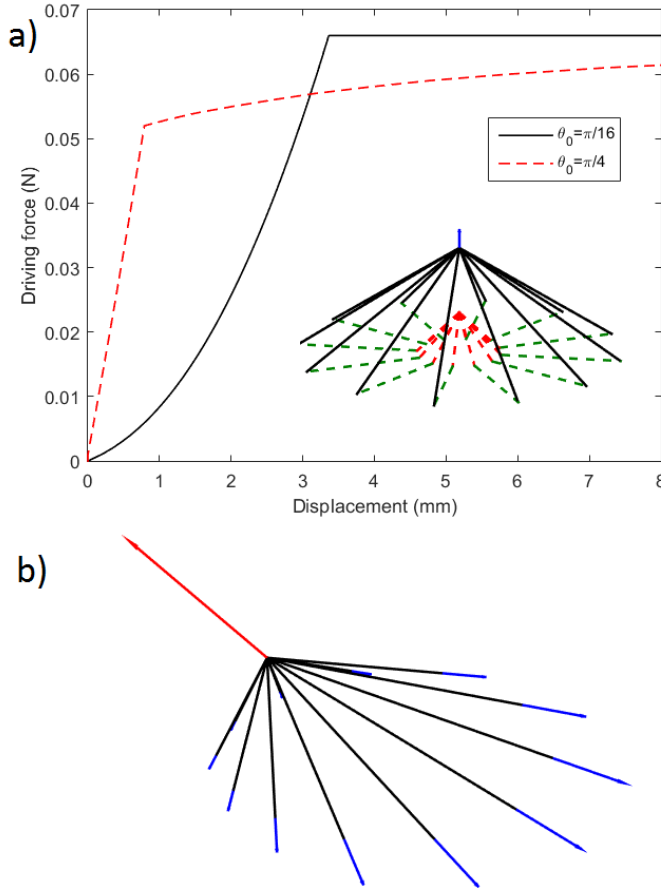 a)
0.07
0.06
0.05
0.04
0.03
0.02
0.01
0
Driving force (N)
θ₀=π/16
θ₀=π/4
0 1 2 3 4 5 6 7 8
Displacement (mm)
b)